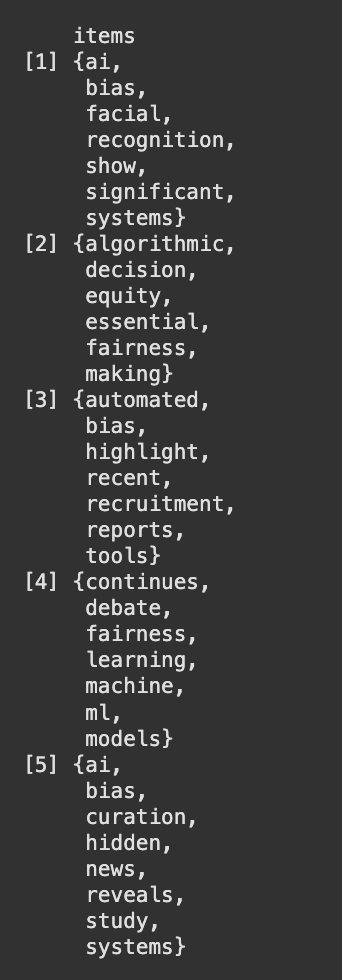 items
[1] {ai,
bias,
facial,
recognition,
show,
significant,
systems}
[2] {algorithmic,
decision,
equity,
essential,
fairness,
making}
[3] {automated,
bias,
highlight,
recent,
recruitment,
reports,
tools}
[4] {continues,
debate,
fairness,
learning,
machine,
ml,
models}
[5] {ai,
bias,
curation,
hidden,
news,
reveals,
study,
systems}